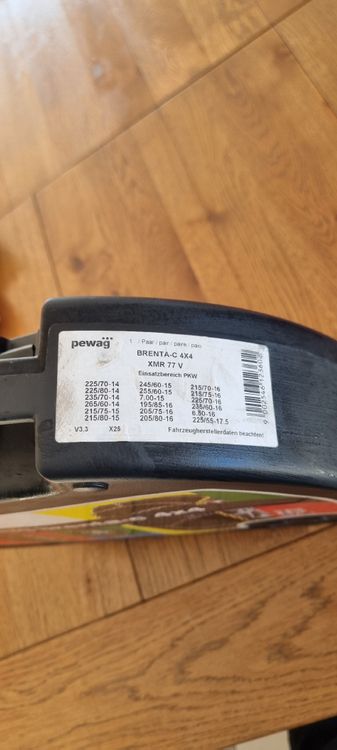 pewag
1 / Paar / pair / paire / paio
BRENTA-C 4X4
XMR 77 V
Einsatzbereich PKW
225/70-14 245/60-15 215/70-16
225/80-14 255/60-15 215/75-16
235/70-14 7.00-15 225/70-16
265/60-14 195/85-16 235/60-16
215/75-15 205/75-16 6.50-16
215/80-15 205/80-16 225/55-17.5
V3.3 X25 Fahrzeugherstellerdaten beachten!
4x4